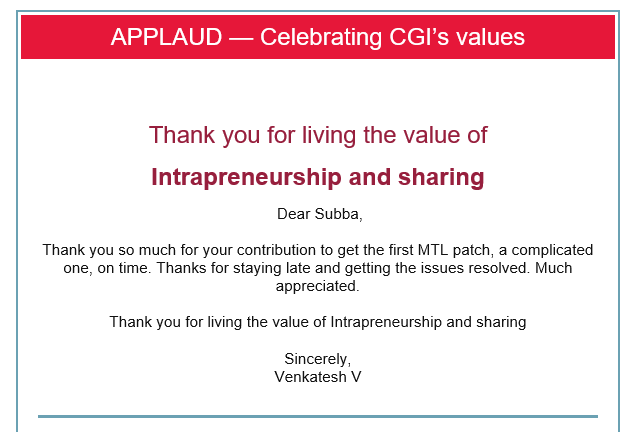 APPLAUD — Celebrating CGI's values
Thank you for living the value of
Intrapreneurship and sharing
Dear Subba,
Thank you so much for your contribution to get the first MTL patch, a complicated
one, on time. Thanks for staying late and getting the issues resolved. Much
appreciated.
Thank you for living the value of Intrapreneurship and sharing
Sincerely,
Venkatesh V